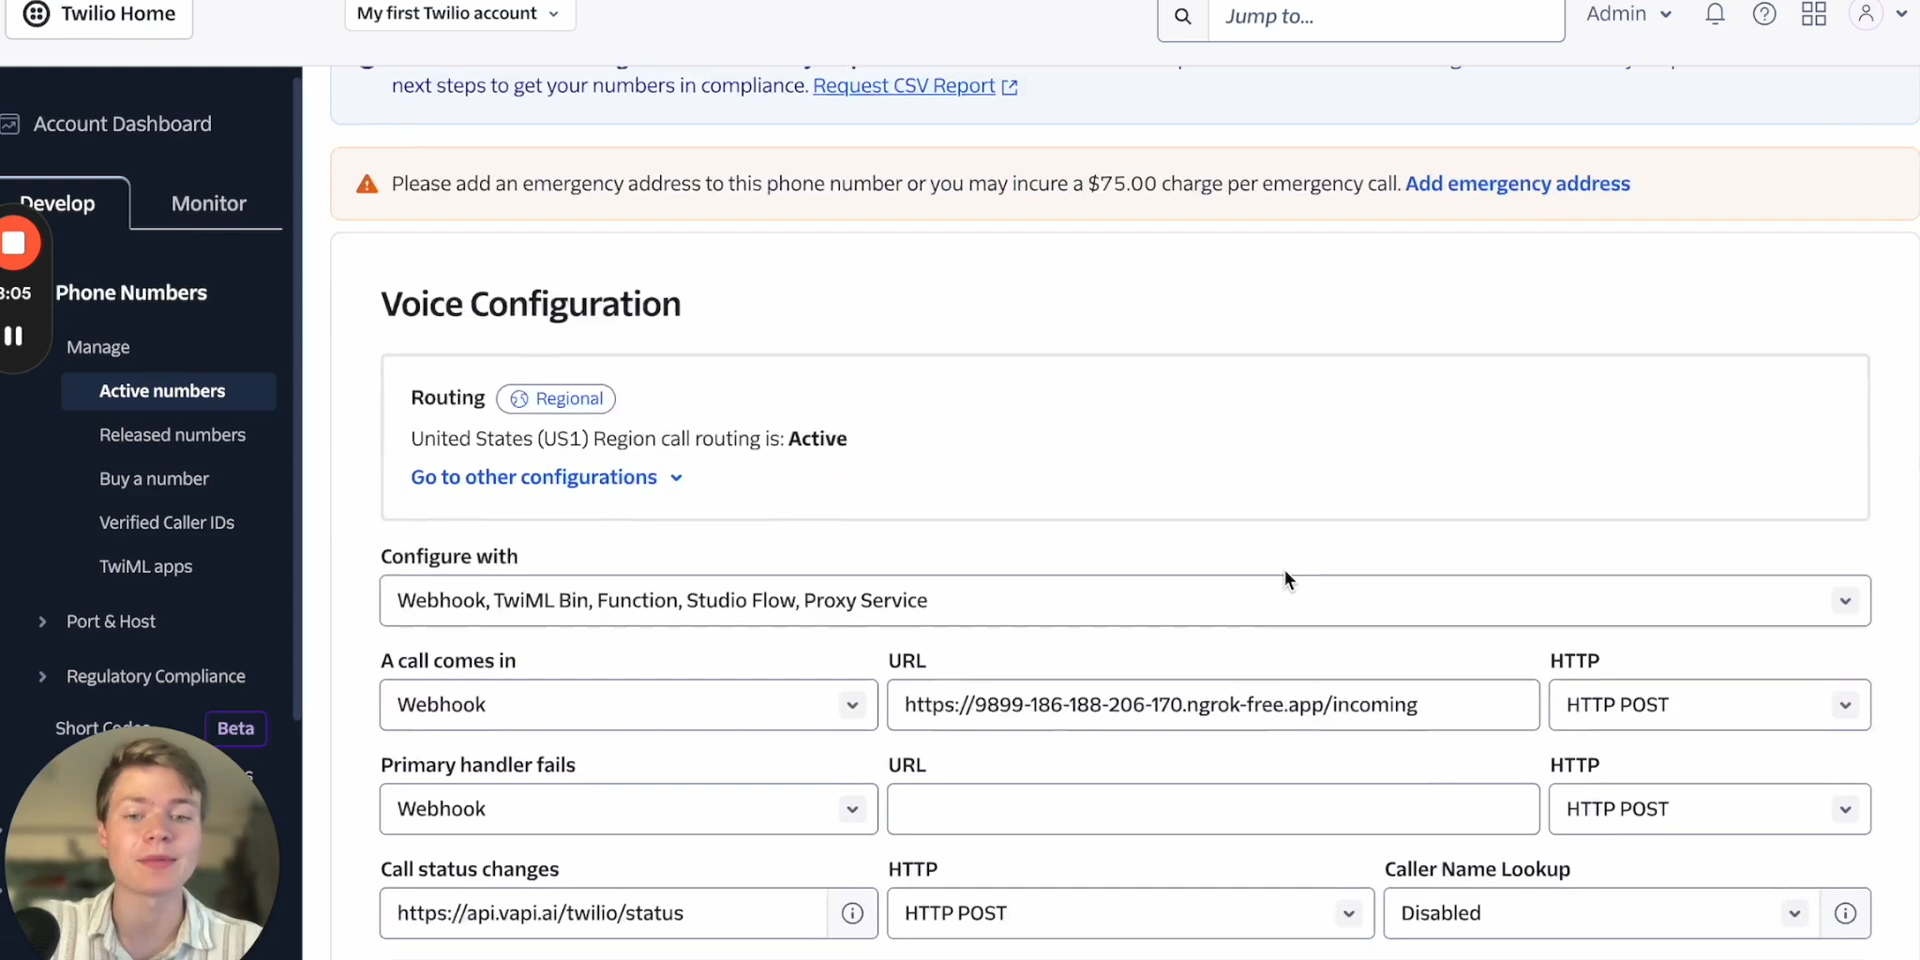 Twilio Home
My first Twilio account
Jump to...
Admin
next steps to get your numbers in compliance. Request CSV Report
Account Dashboard
Please add an emergency address to this phone number or you may incure a $75.00 charge per emergency call. Add emergency address
Develop
Monitor
3:05
Phone Numbers
Manage
Active numbers
Released numbers
Buy a number
Verified Caller IDs
TwiML apps
Port & Host
Regulatory Compliance
Short Codes
Beta
Voice Configuration
Routing
Regional
United States (US1) Region call routing is: Active
Go to other configurations
Configure with
Webhook, TwiML Bin, Function, Studio Flow, Proxy Service
A call comes in
URL
HTTP
Webhook
https://9899-186-188-206-170.ngrok-free.app/incoming
HTTP POST
Primary handler fails
URL
HTTP
Webhook
HTTP POST
Call status changes
HTTP
Caller Name Lookup
https://api.vapi.ai/twilio/status
HTTP POST
Disabled